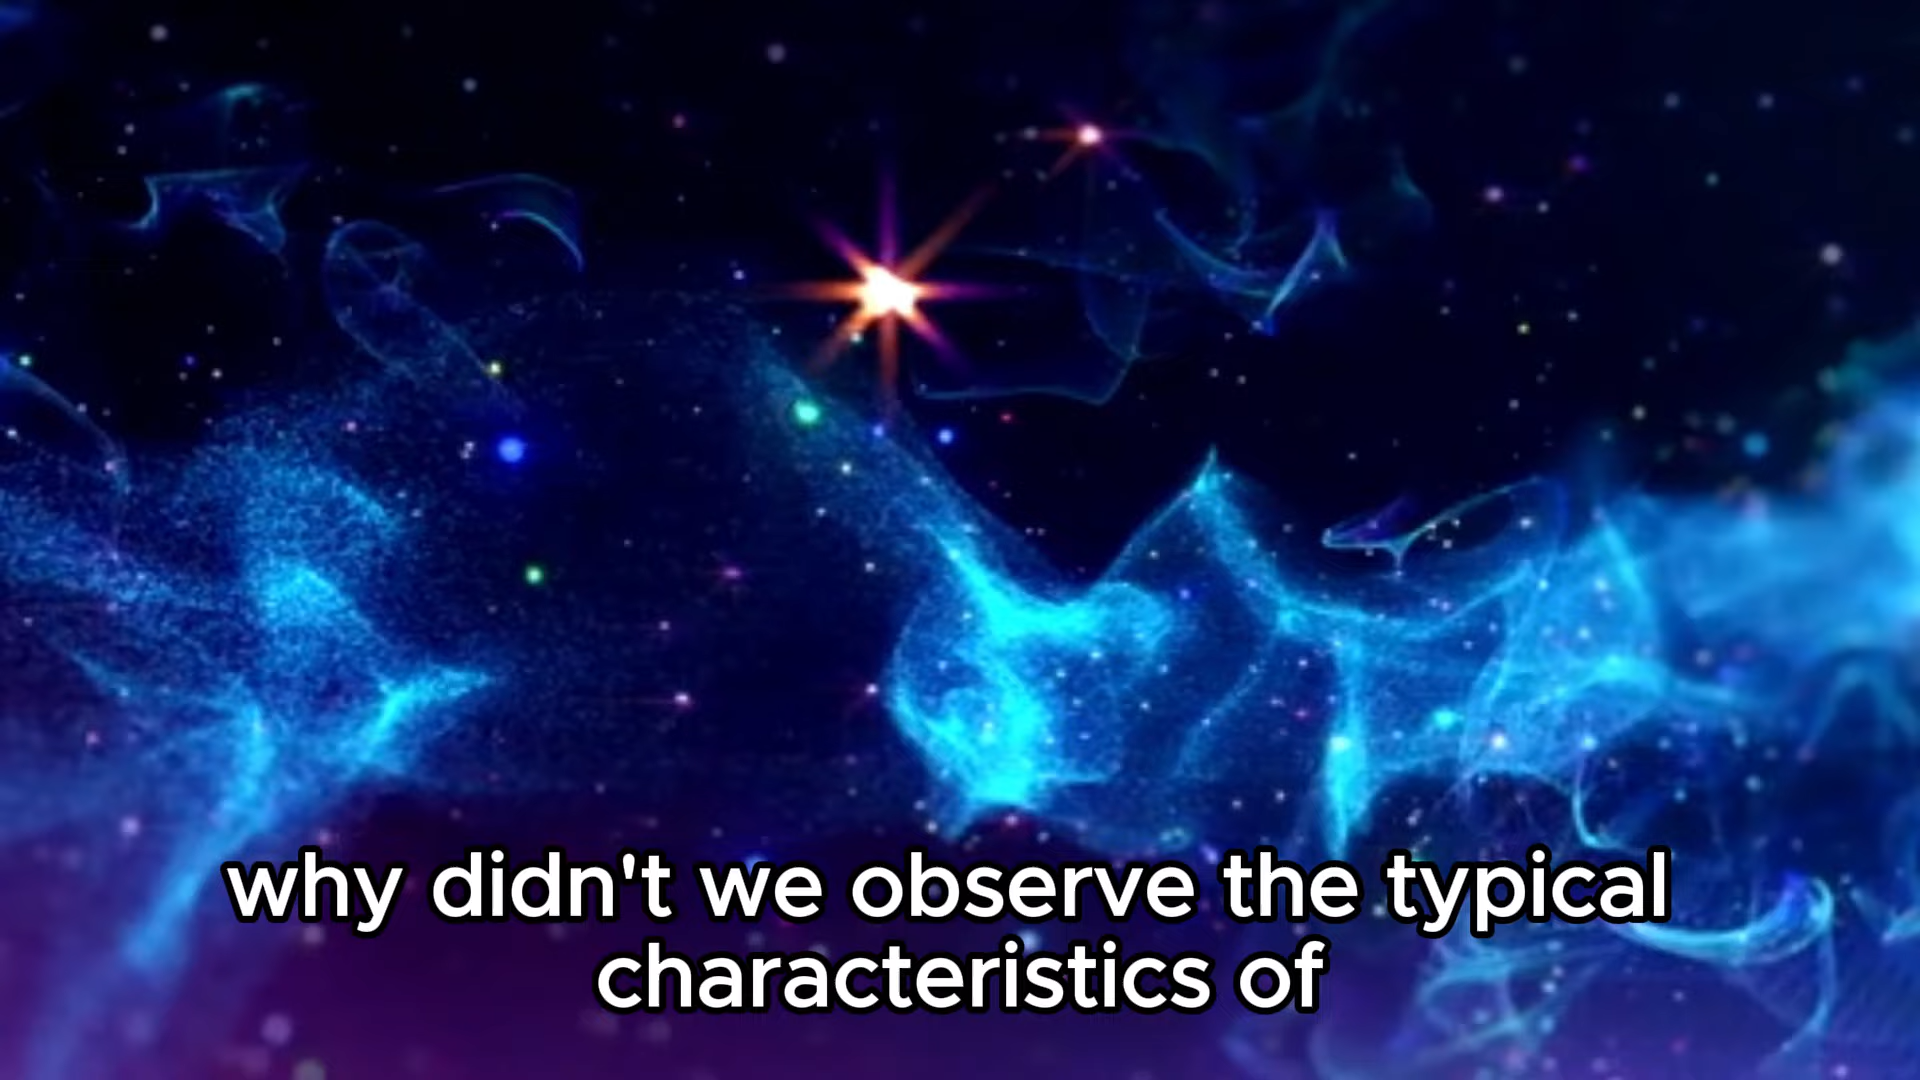 why didn't we observe the typical
characteristics of